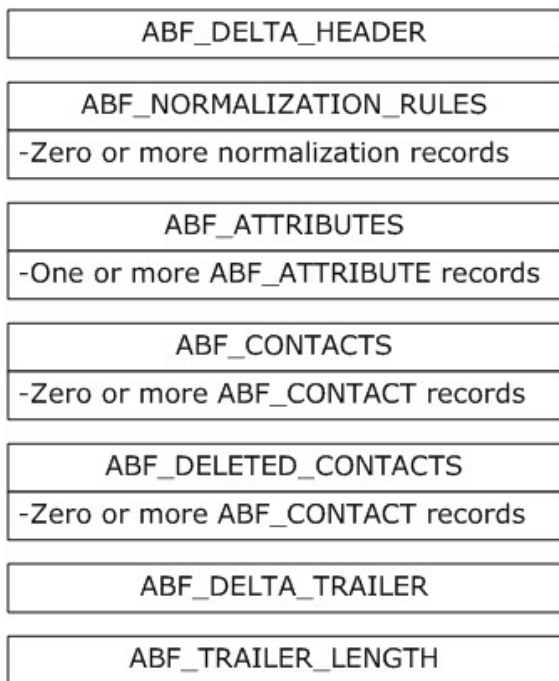 ABF_DELTA_HEADER
ABF_NORMALIZATION_RULES
-Zero or more normalization records
ABF_ATTRIBUTES
-One or more ABF_ATTRIBUTE records
ABF_CONTACTS
-Zero or more ABF_CONTACT records
ABF_DELETED_CONTACTS
-Zero or more ABF_CONTACT records
ABF_DELTA_TRAILER
ABF_TRAILER_LENGTH